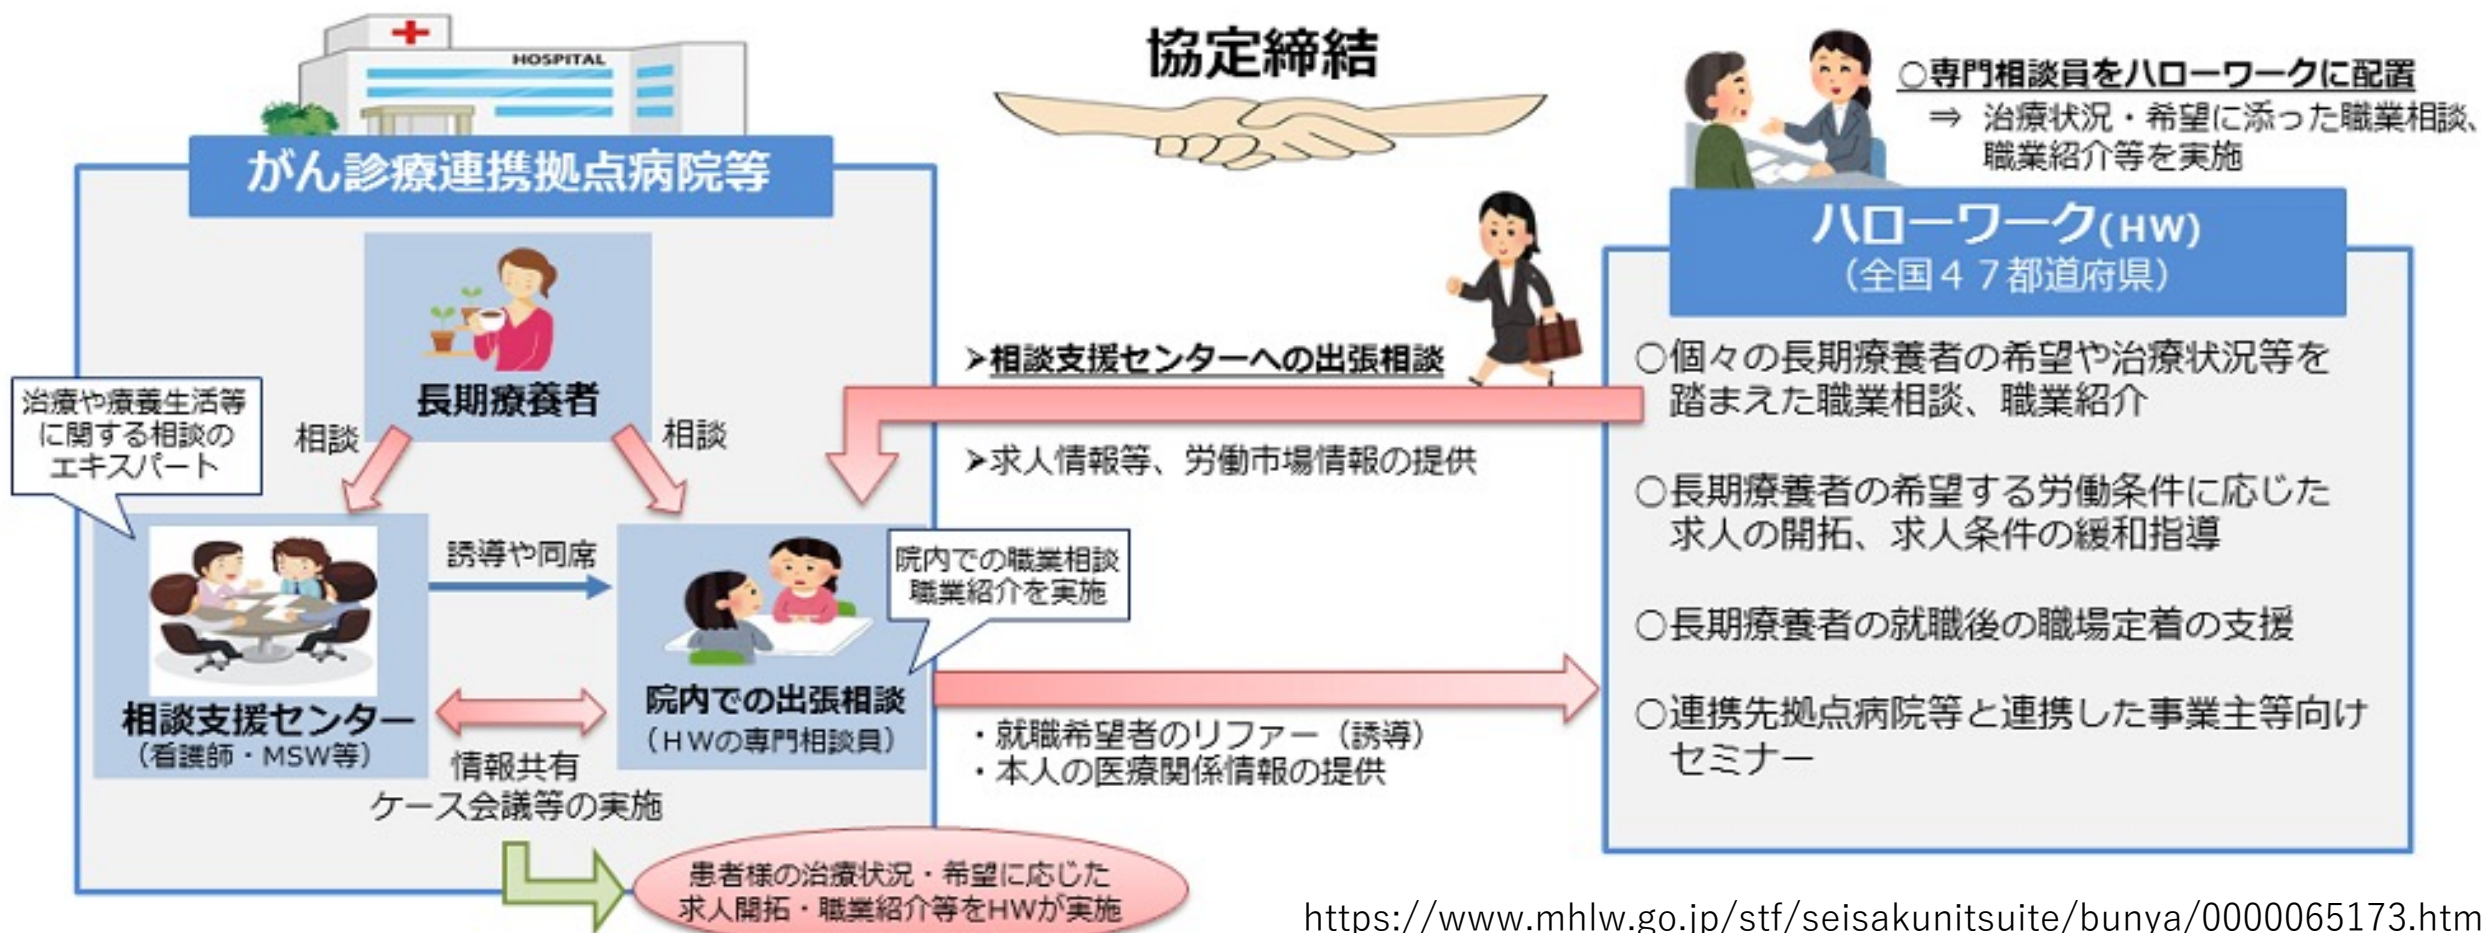 HOSPITAL
協定締結
○専門相談員をハローワークに配置
⇒ 治療状況・希望に添った職業相談、
職業紹介等を実施
がん診療連携拠点病院等
ハローワーク(HW)
（全国４７都道府県）
長期療養者
治療や療養生活等
に関する相談の
エキスパート
相談
相談
➢相談支援センターへの出張相談
➢求人情報等、労働市場情報の提供
誘導や同席
院内での職業相談
職業紹介を実施
相談支援センター
（看護師・MSW等）
院内での出張相談
（HWの専門相談員）
情報共有
ケース会議等の実施
・就職希望者のリファー（誘導）
・本人の医療関係情報の提供
患者様の治療状況・希望に応じた
求人開拓・職業紹介等をHWが実施
○個々の長期療養者の希望や治療状況等を
踏まえた職業相談、職業紹介
○長期療養者の希望する労働条件に応じた
求人の開拓、求人条件の緩和指導
○長期療養者の就職後の職場定着の支援
○連携先拠点病院等と連携した事業主等向け
セミナー
https://www.mhlw.go.jp/stf/seisakunitsuite/bunya/0000065173.htm